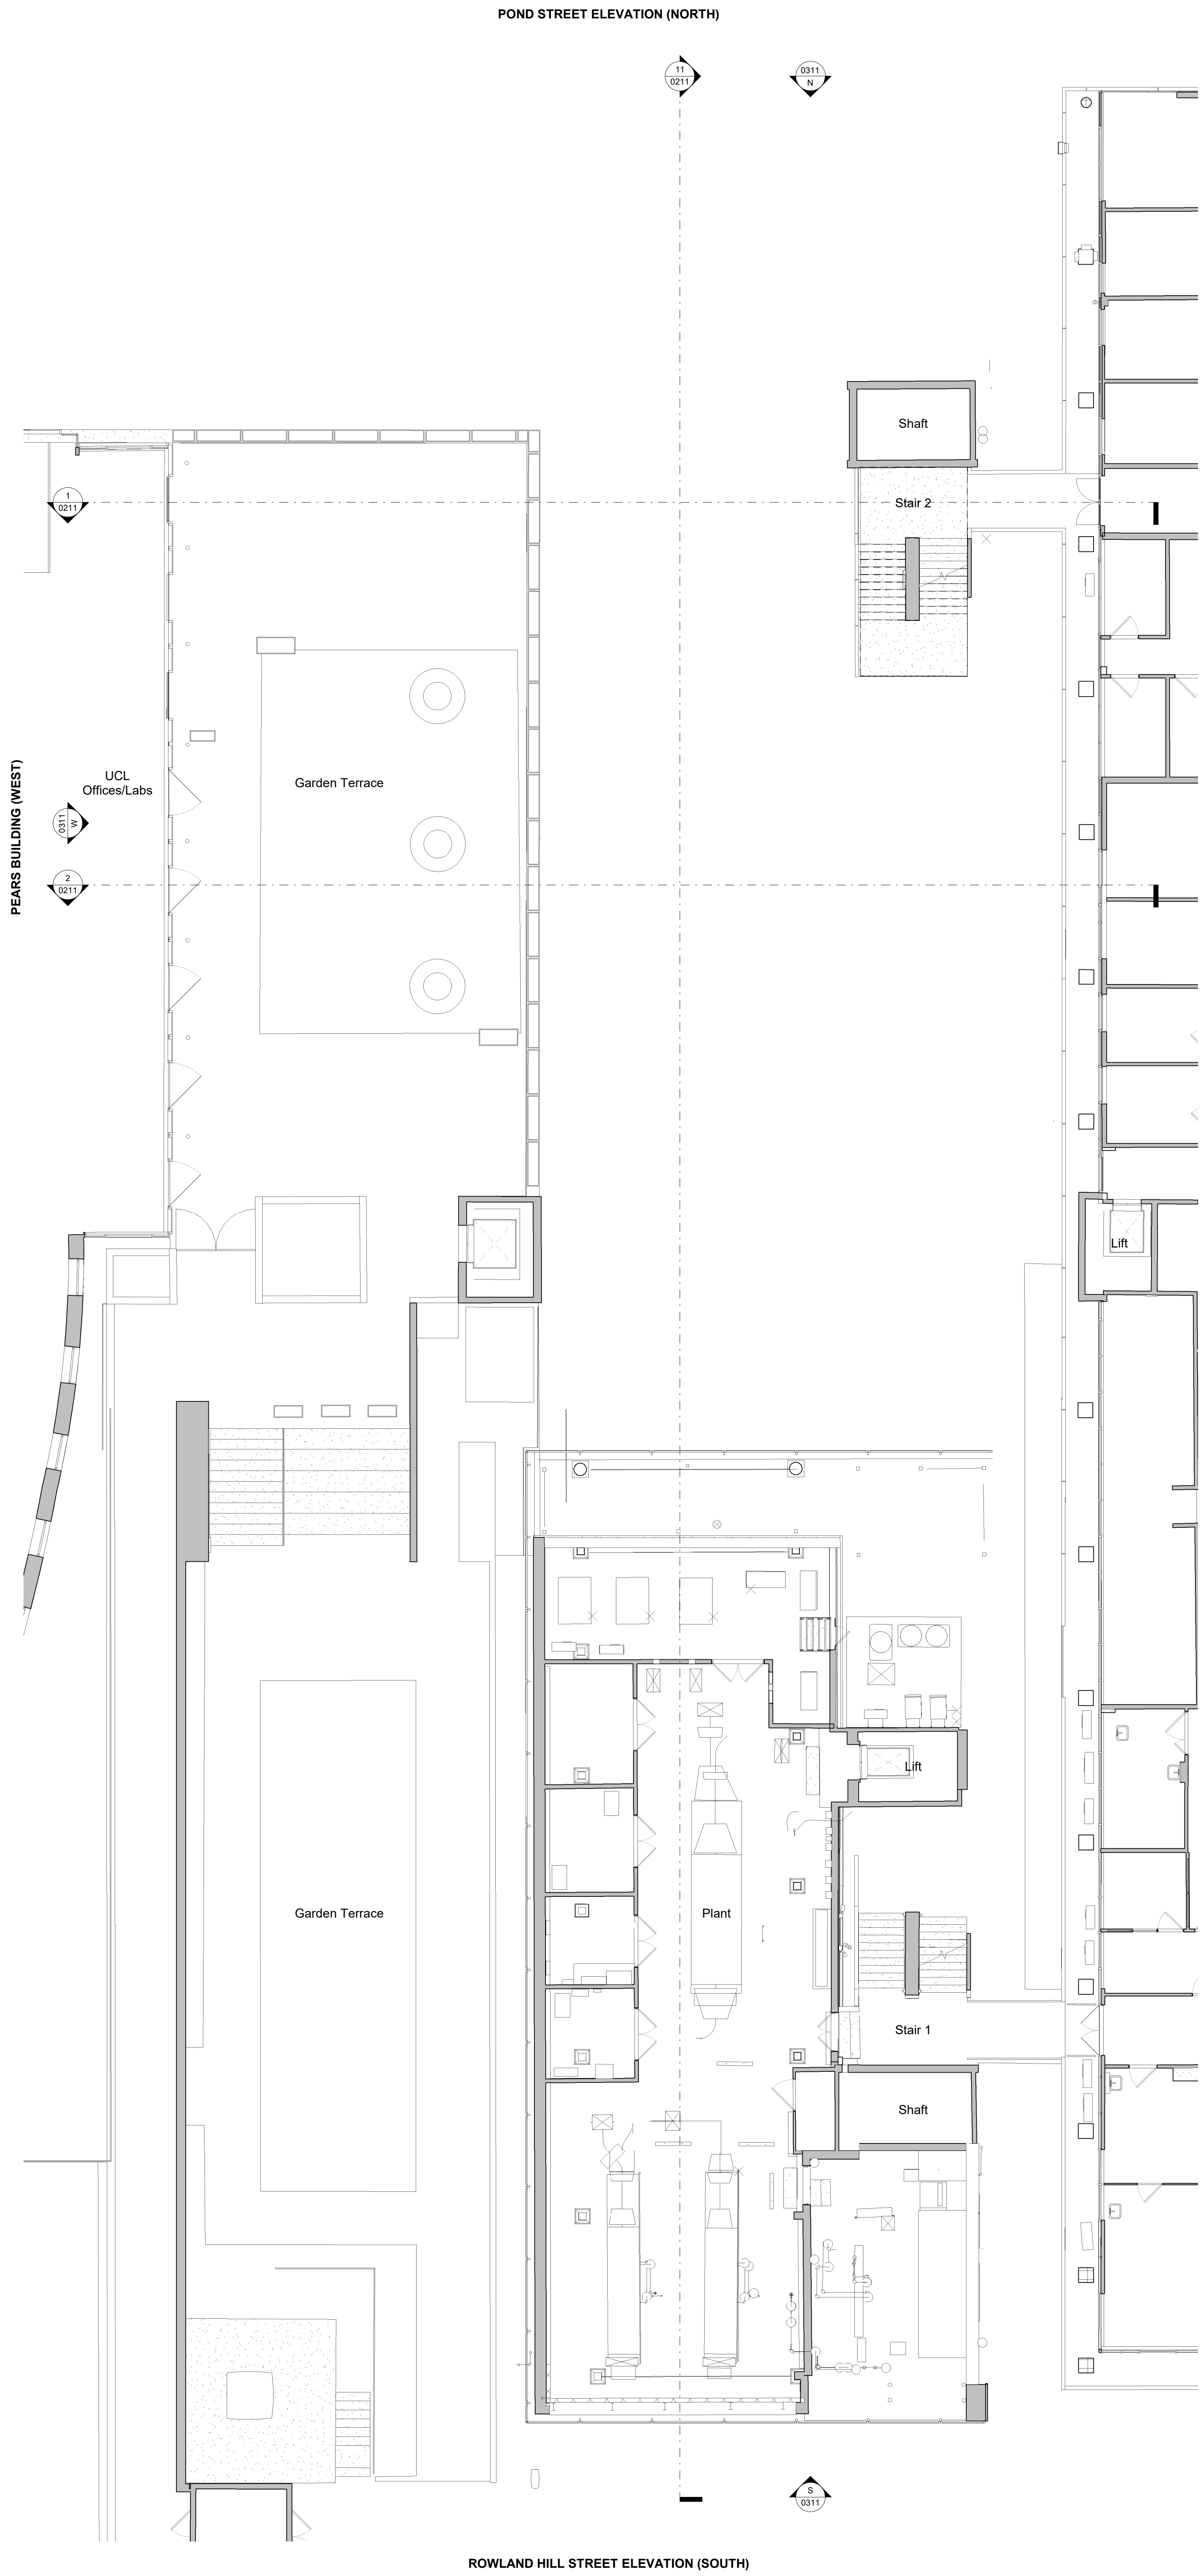 POND STREET ELEVATION (NORTH)
11
0211
0311
N
Shaft
1
0211
Stair 2
UCL
Offices/Labs
Garden Terrace
PEARS BUILDING (WEST)
0311
W
2
0211
Lift
Lift
Garden Terrace
Plant
Stair 1
Shaft
S
0311
ROWLAND HILL STREET ELEVATION (SOUTH)